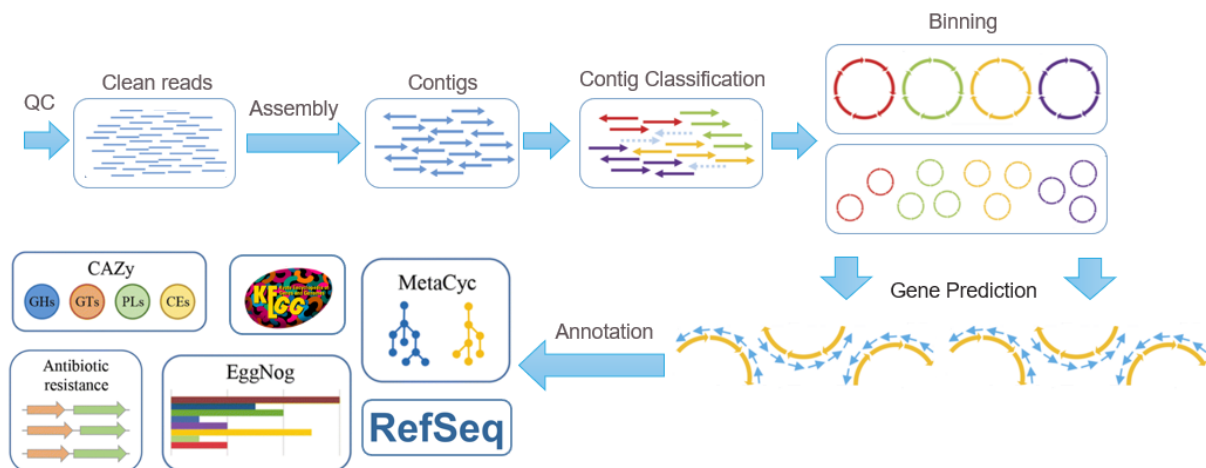 Binning
QC
Clean reads
Assembly
Contigs
Contig Classification
CAZy
GHs
GTs
PLs
CEs
KEGG
MetaCyc
Gene Prediction
Annotation
Antibiotic
resistance
EggNog
RefSeq